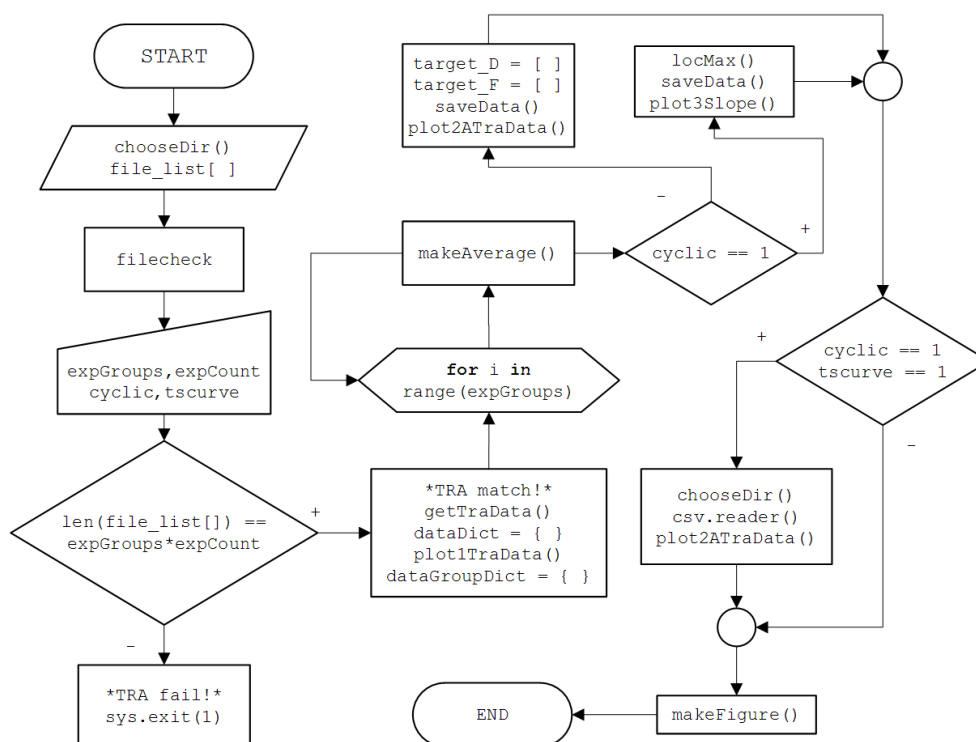 START
chooseDir()
file_list[ ]
filecheck
expGroups,expCount
cyclic,tscurve
len(file_list[]) ==
expGroups*expCount
+
-
*TRA fail!*
sys.exit(1)
*TRA match!*
getTraData()
dataDict = { }
plot1TraData()
dataGroupDict = { }
for i in
range(expGroups)
makeAverage()
cyclic == 1
-
+
target_D = [ ]
target_F = [ ]
saveData()
plot2ATraData()
locMax()
saveData()
plot3Slope()
cyclic == 1
tscurve == 1
+
-
chooseDir()
csv.reader()
plot2ATraData()
makeFigure()
END